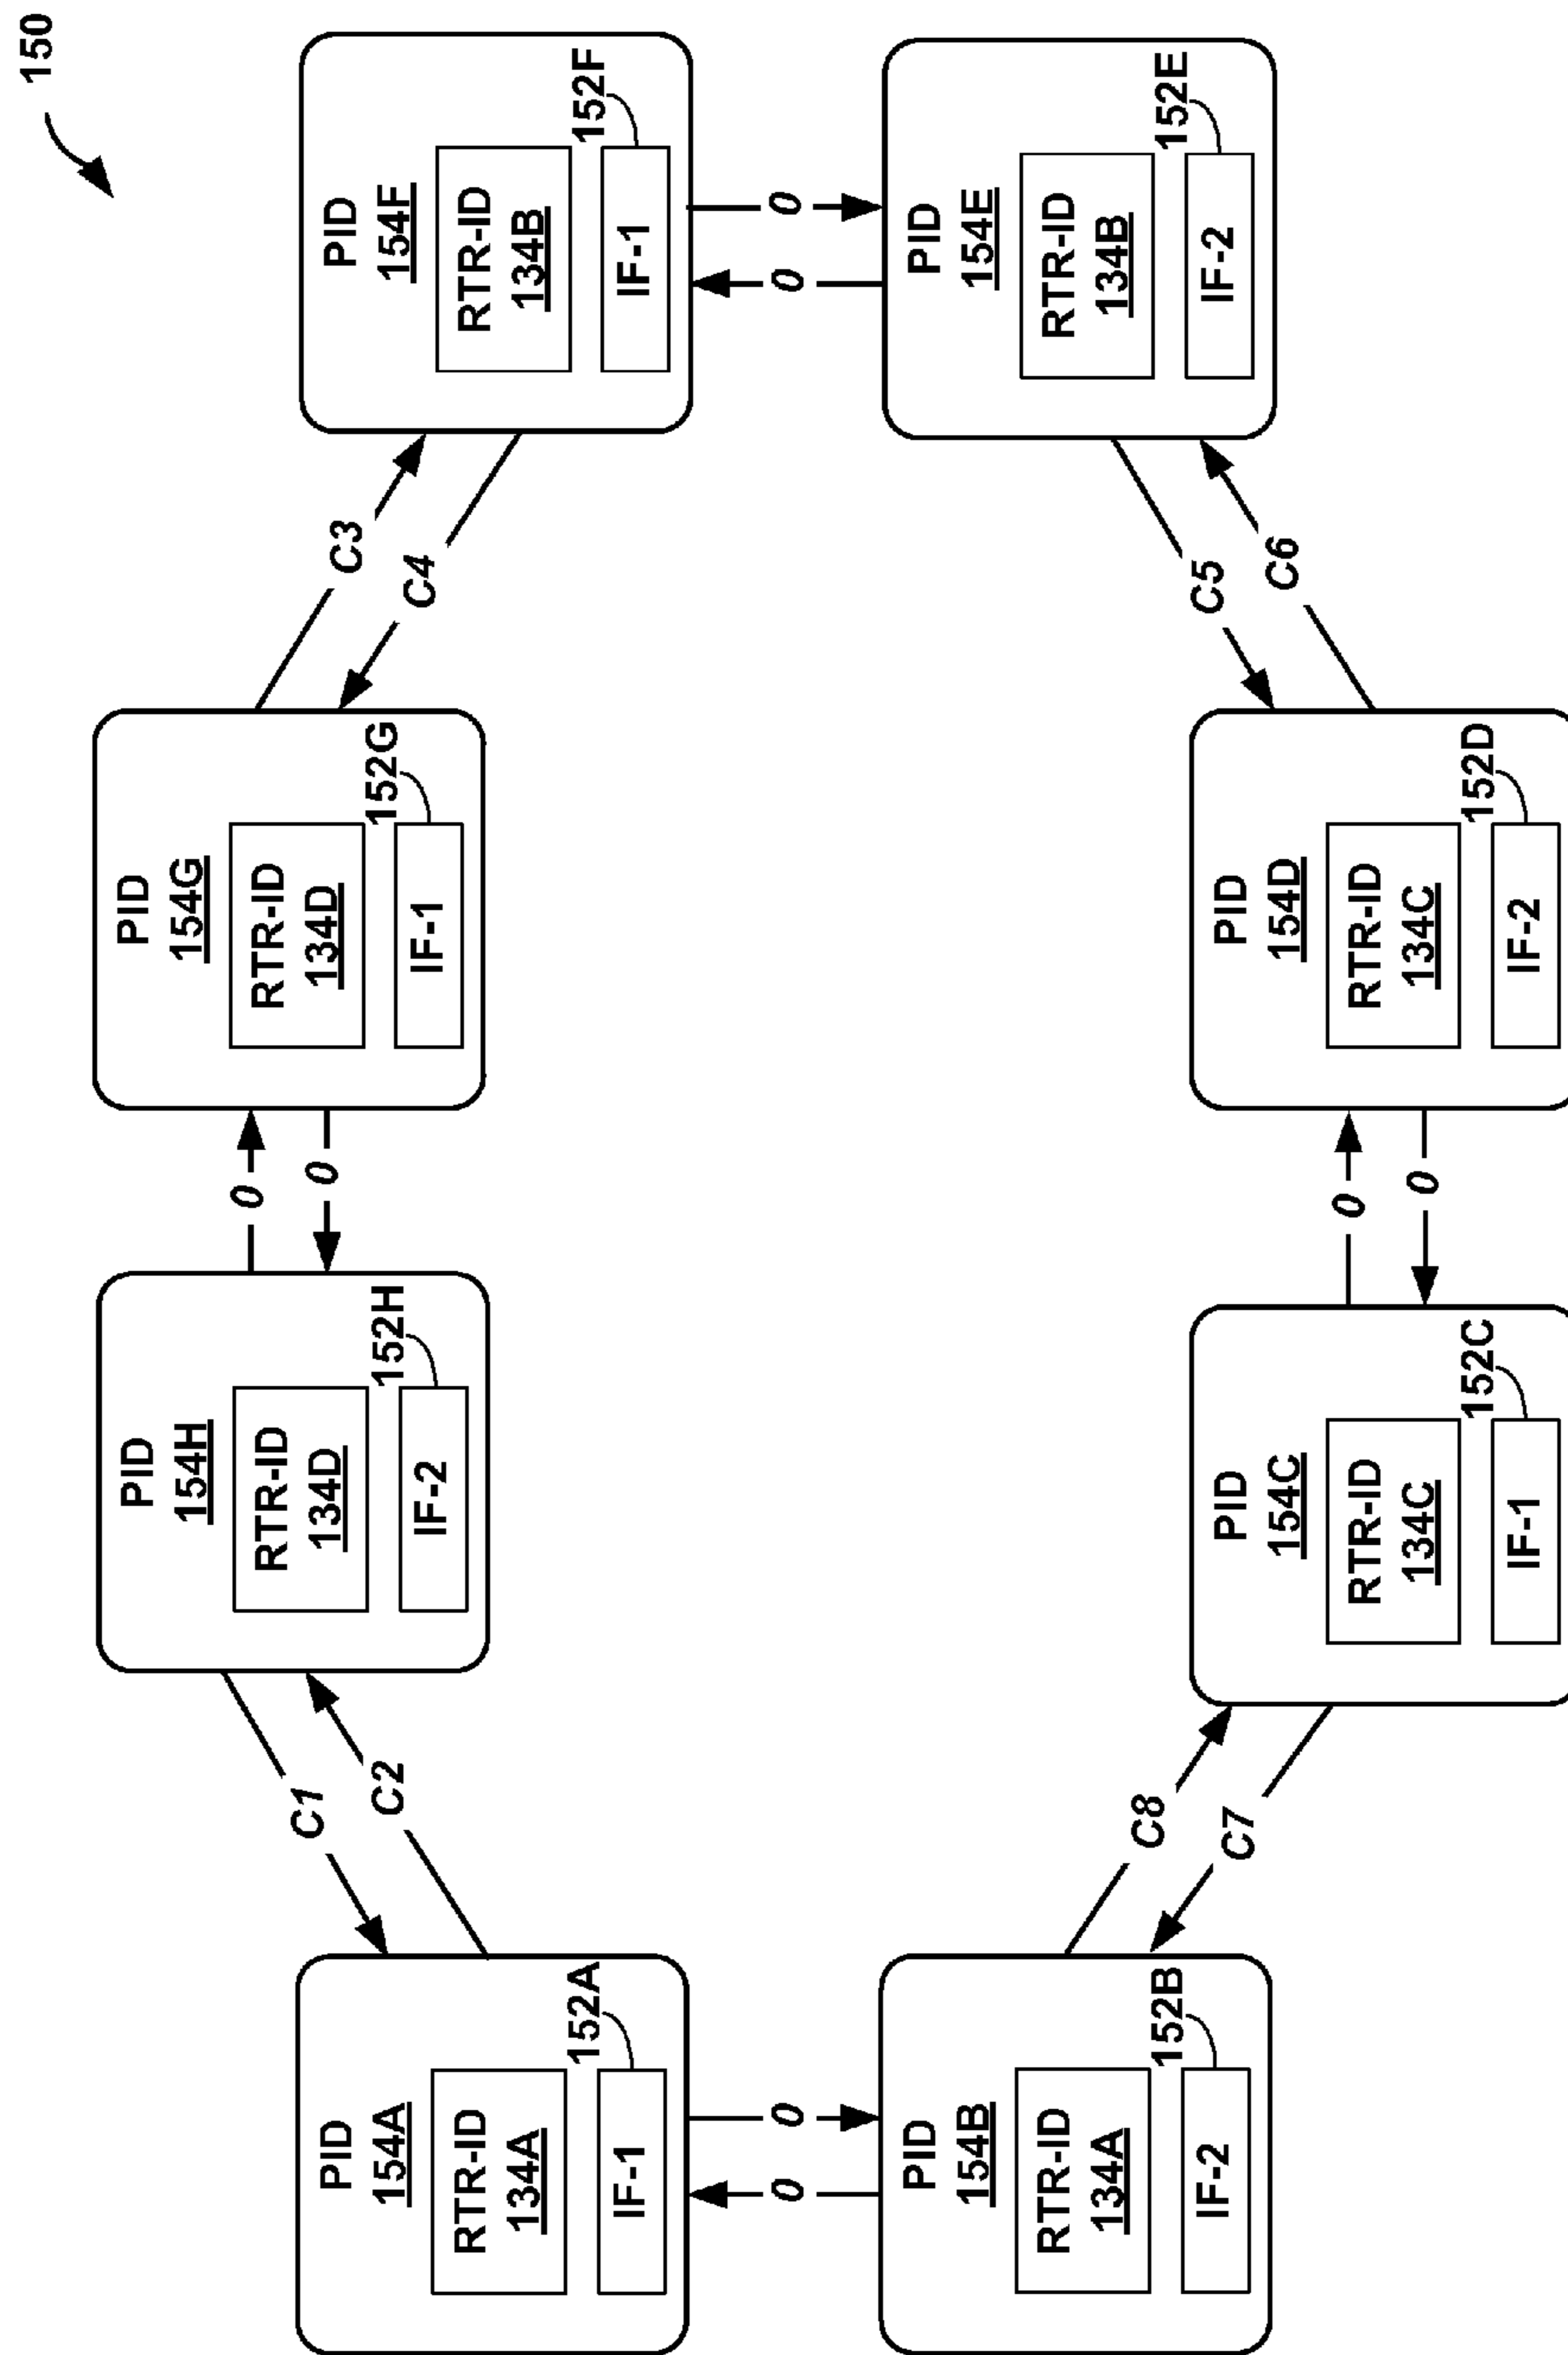 150
PID
154A
RTR-ID
134A
152A
IF-1
C1
C2
PID
154H
RTR-ID
134D
152H
IF-2
0
0
PID
154G
RTR-ID
134D
152G
IF-1
C3
C4
PID
154F
RTR-ID
134B
152F
IF-1
0
0
0
0
PID
154B
RTR-ID
134A
152B
IF-2
C8
C7
PID
154C
RTR-ID
134C
152C
IF-1
0
0
PID
154D
RTR-ID
134C
152D
IF-2
C5
C6
PID
154E
RTR-ID
134B
152E
IF-2